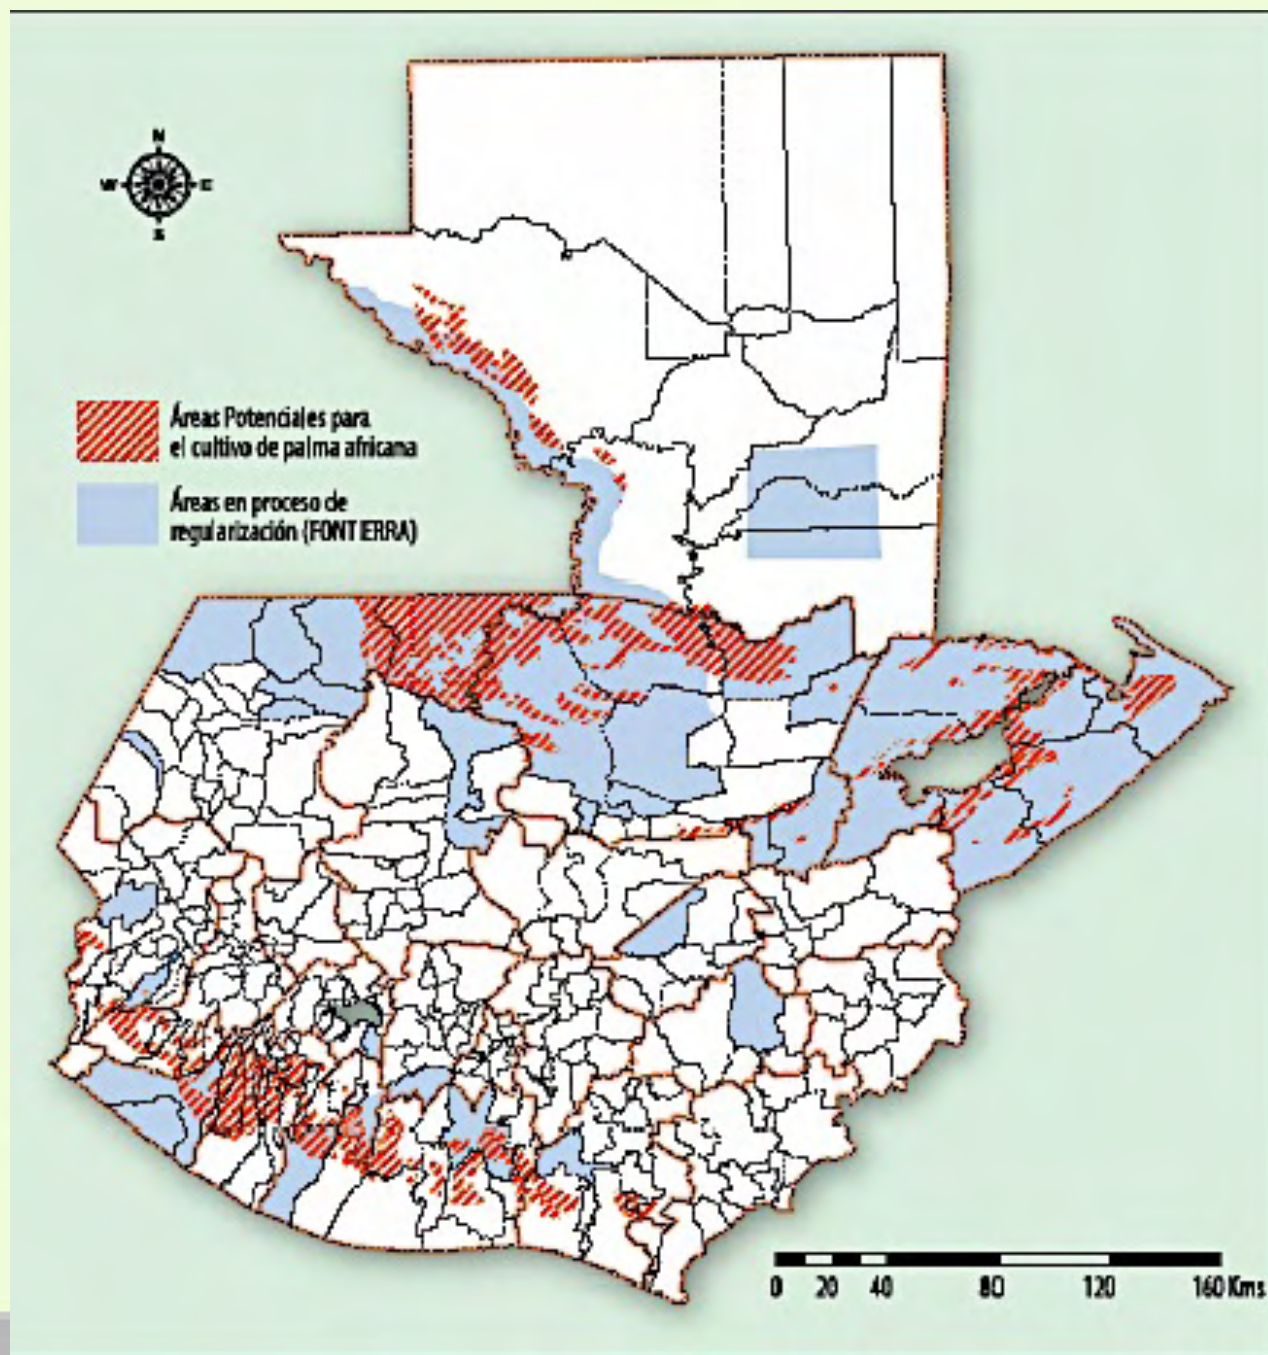 N
W E
S
Áreas Potenciales para
el cultivo de palma africana
Áreas en proceso de
regularización (FONTIERRA)
0 20 40 80 120 160 Kms